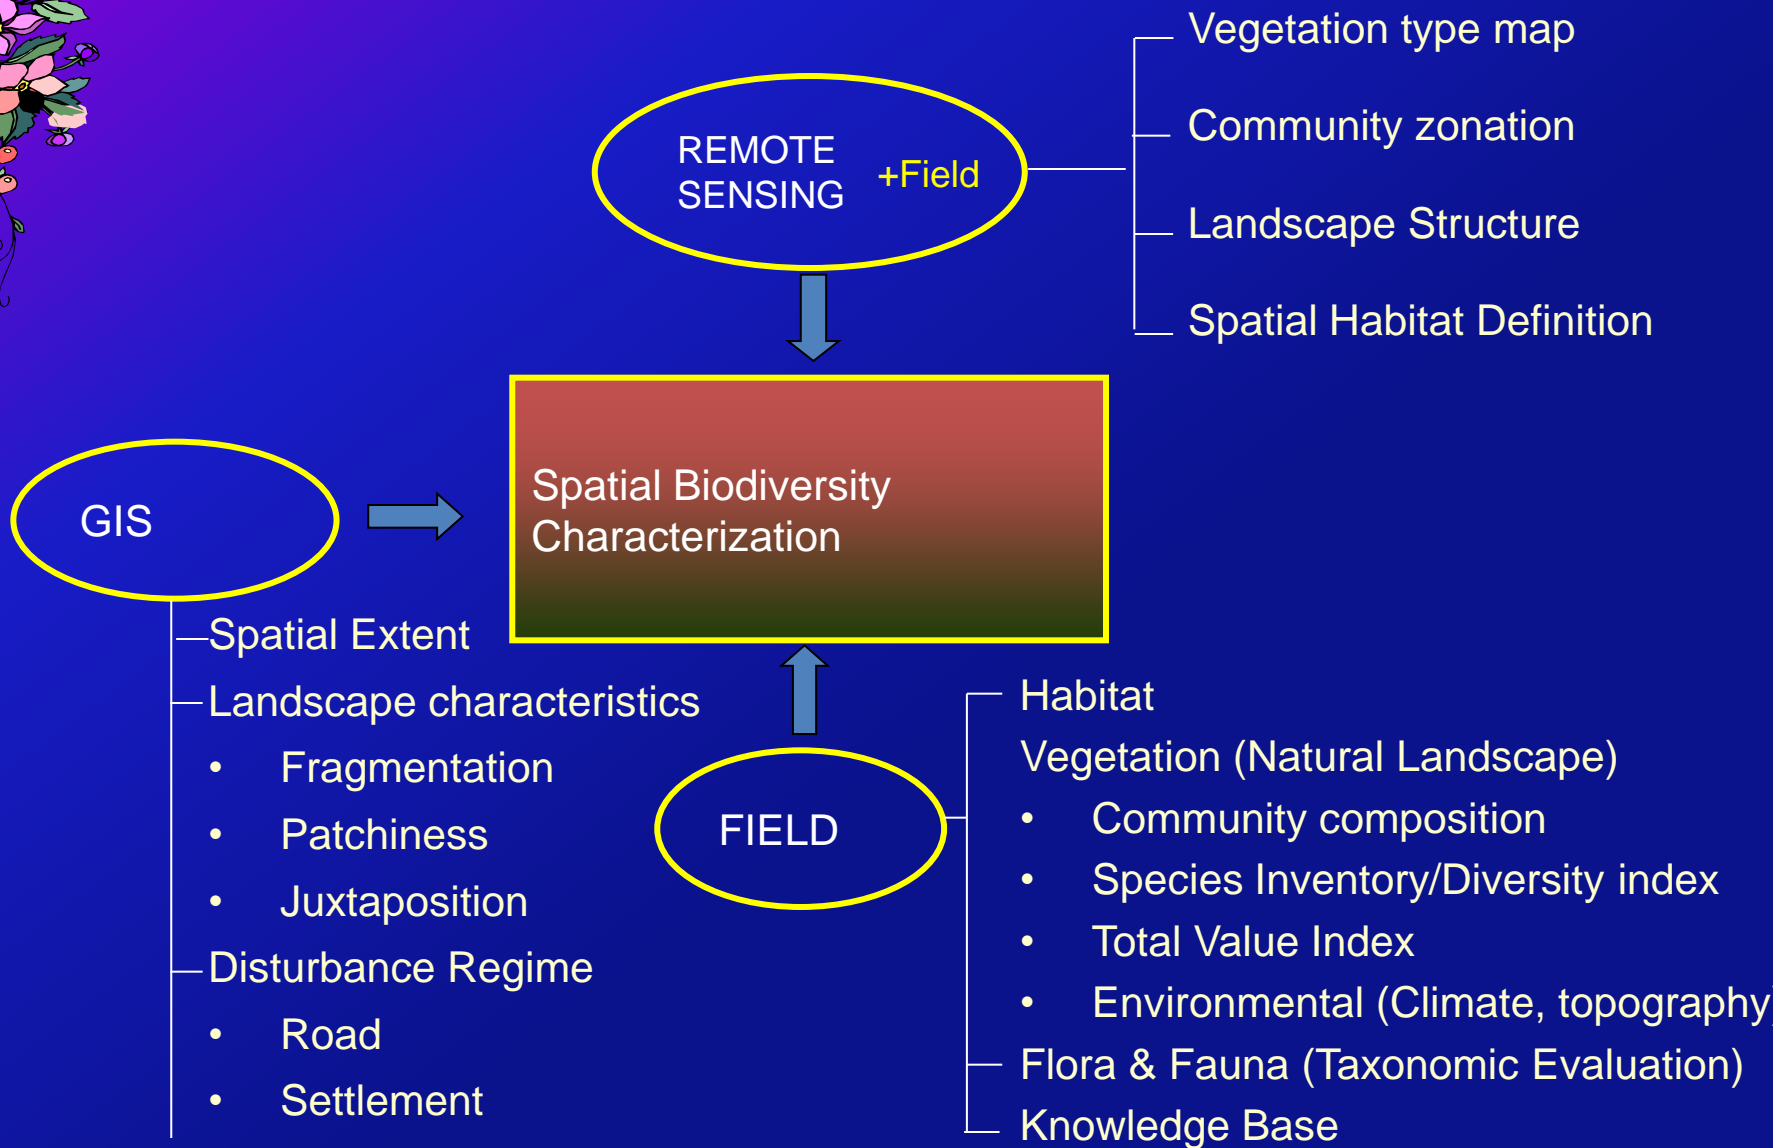 Vegetation type map
Community zonation
Landscape Structure
Spatial Habitat Definition
REMOTE
SENSING
+Field
Spatial Biodiversity
Characterization
GIS
Spatial Extent
Landscape characteristics
• Fragmentation
• Patchiness
• Juxtaposition
Disturbance Regime
• Road
• Settlement
FIELD
Habitat
Vegetation (Natural Landscape)
• Community composition
• Species Inventory/Diversity index
• Total Value Index
• Environmental (Climate, topography)
Flora & Fauna (Taxonomic Evaluation)
Knowledge Base